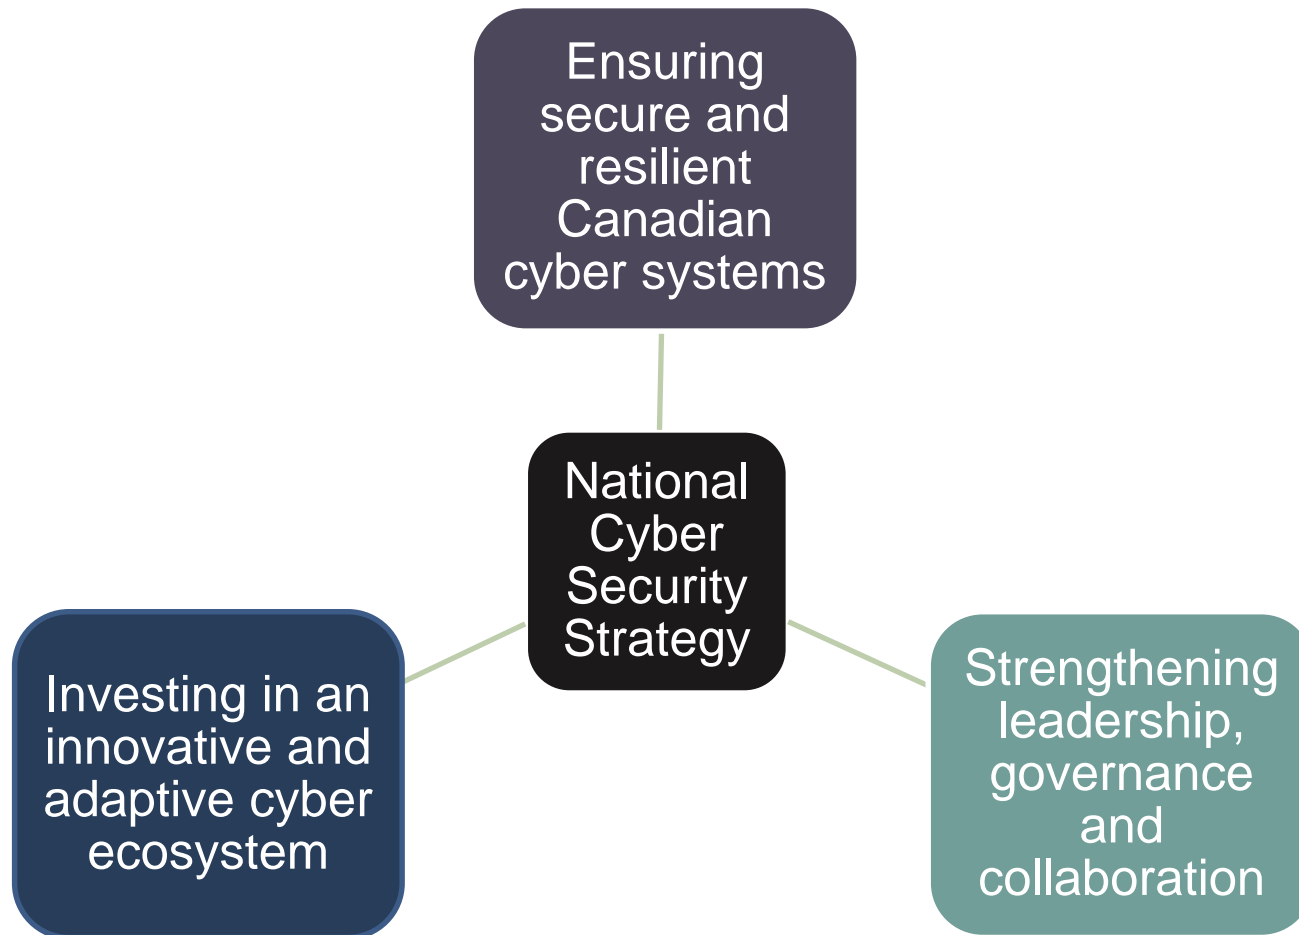 Ensuring
secure and
resilient
Canadian
cyber systems
National
Cyber
Security
Strategy
Investing in an
innovative and
adaptive cyber
ecosystem
Strengthening
leadership,
governance
and
collaboration